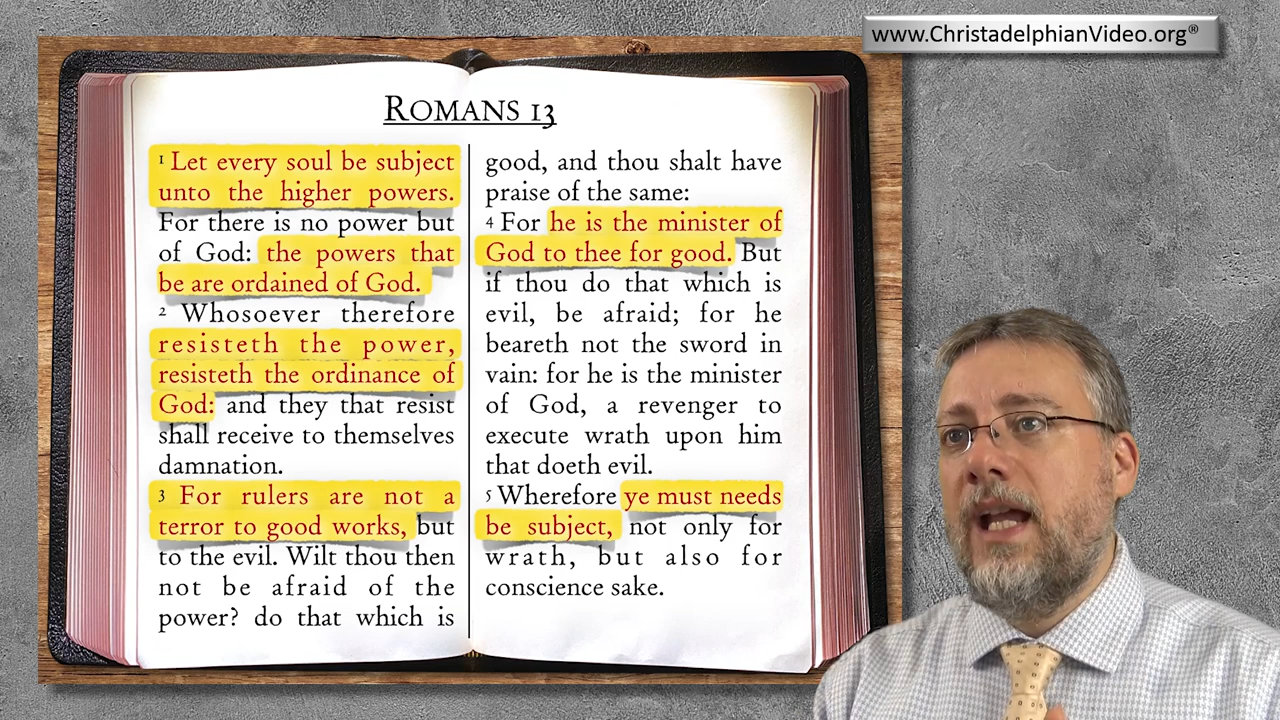 www.ChristadelphianVideo.org®
ROMANS 13
1 Let every soul be subject
unto the higher powers.
For there is no power but
of God: the powers that
be are ordained of God.
2 Whosoever therefore
resisteth the power,
resisteth the ordinance of
God: and they that resist
shall receive to themselves
damnation.
3 For rulers are not a
terror to good works, but
to the evil. Wilt thou then
not be afraid of the
power? do that which is
good, and thou shalt have
praise of the same:
4 For he is the minister of
God to thee for good. But
if thou do that which is
evil, be afraid; for he
beareth not the sword in
vain: for he is the minister
of God, a revenger to
execute wrath upon him
that doeth evil.
5 Wherefore ye must needs
be subject, not only for
wrath, but also for
conscience sake.